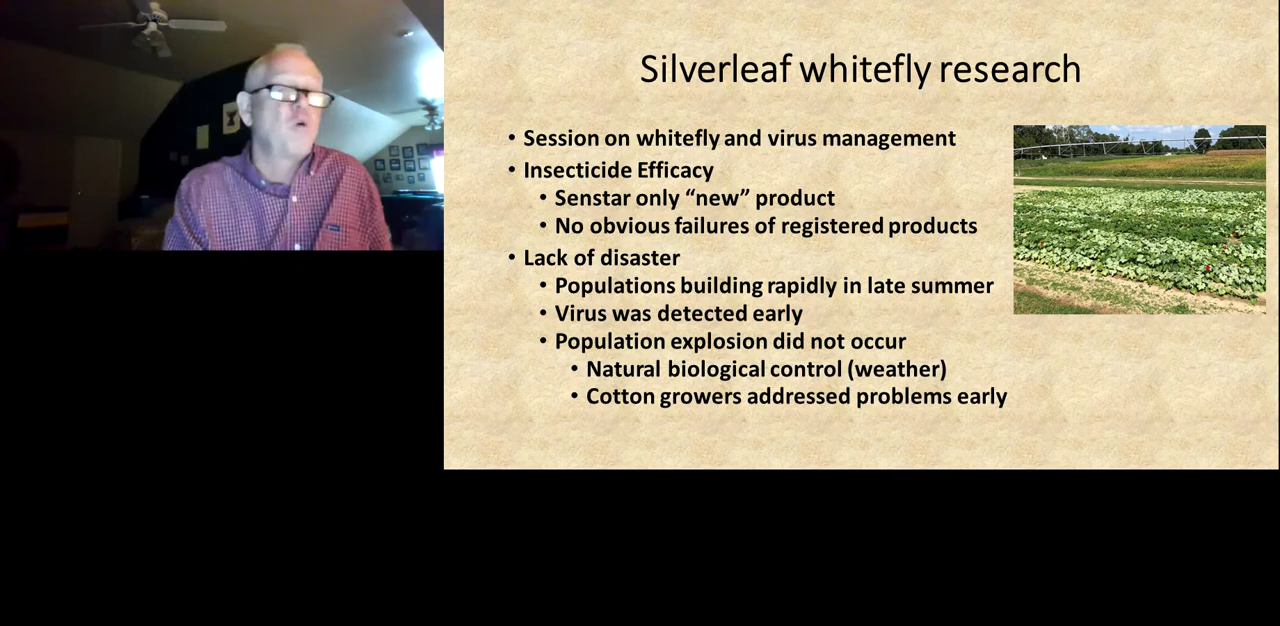 Silverleaf whitefly research
• Session on whitefly and virus management
• Insecticide Efficacy
• Senstar only “new” product
• No obvious failures of registered products
• Lack of disaster
• Populations building rapidly in late summer
• Virus was detected early
• Population explosion did not occur
• Natural biological control (weather)
• Cotton growers addressed problems early